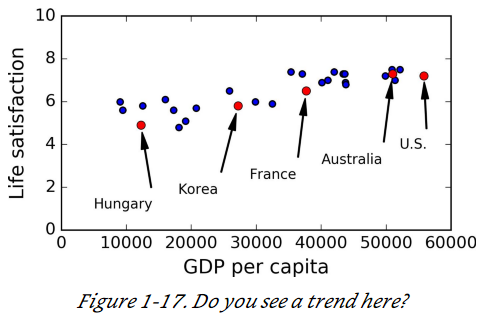 10
8
6
4
2
0
Life satisfaction
Hungary
Korea
France
Australia
U.S.
0 10000 20000 30000 40000 50000 60000
GDP per capita
Figure 1-17. Do you see a trend here?